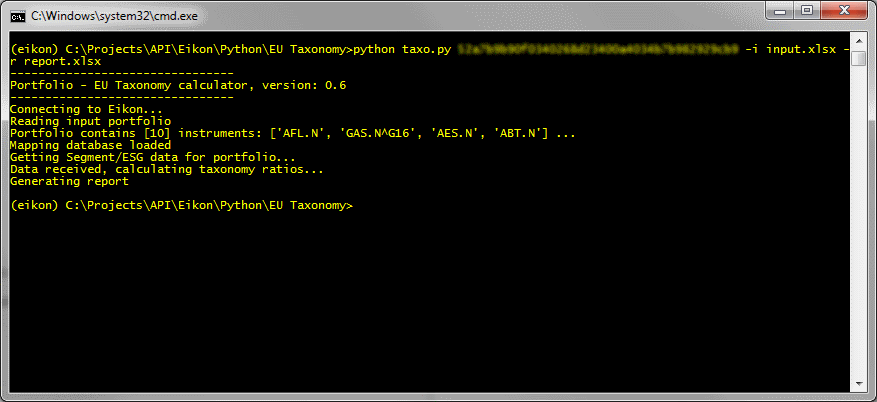 C:\Windows\system32\cmd.exe
(eikon) C:\Projects\API\Eikon\Python\EU Taxonomy>python taxo.py -i input.xlsx -
r report.xlsx
---------------------------------
Portfolio - EU Taxonomy calculator, version: 0.6
---------------------------------
Connecting to Eikon...
Reading input portfolio
Portfolio contains [10] instruments: ['AFL.N', 'GAS.N^G16', 'AES.N', 'ABT.N'] ...
Mapping database loaded
Getting Segment/ESG data for portfolio...
Data received, calculating taxonomy ratios...
Generating report
(eikon) C:\Projects\API\Eikon\Python\EU Taxonomy>